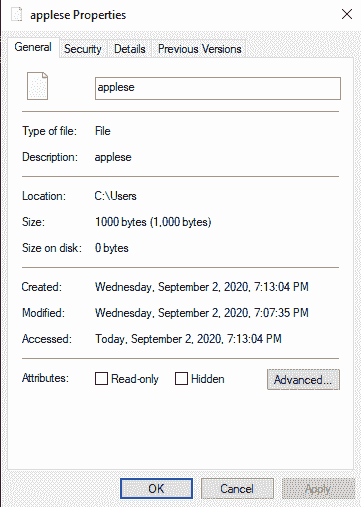 applese Properties
General Security Details Previous Versions
applese
Type of file: File
Description: applese
Location: C:\Users
Size: 1000 bytes (1,000 bytes)
Size on disk: 0 bytes
Created: Wednesday, September 2, 2020, 7:13:04 PM
Modified: Wednesday, September 2, 2020, 7:07:35 PM
Accessed: Today, September 2, 2020, 7:13:04 PM
Attributes: Read-only Hidden Advanced...
OK Cancel Apply